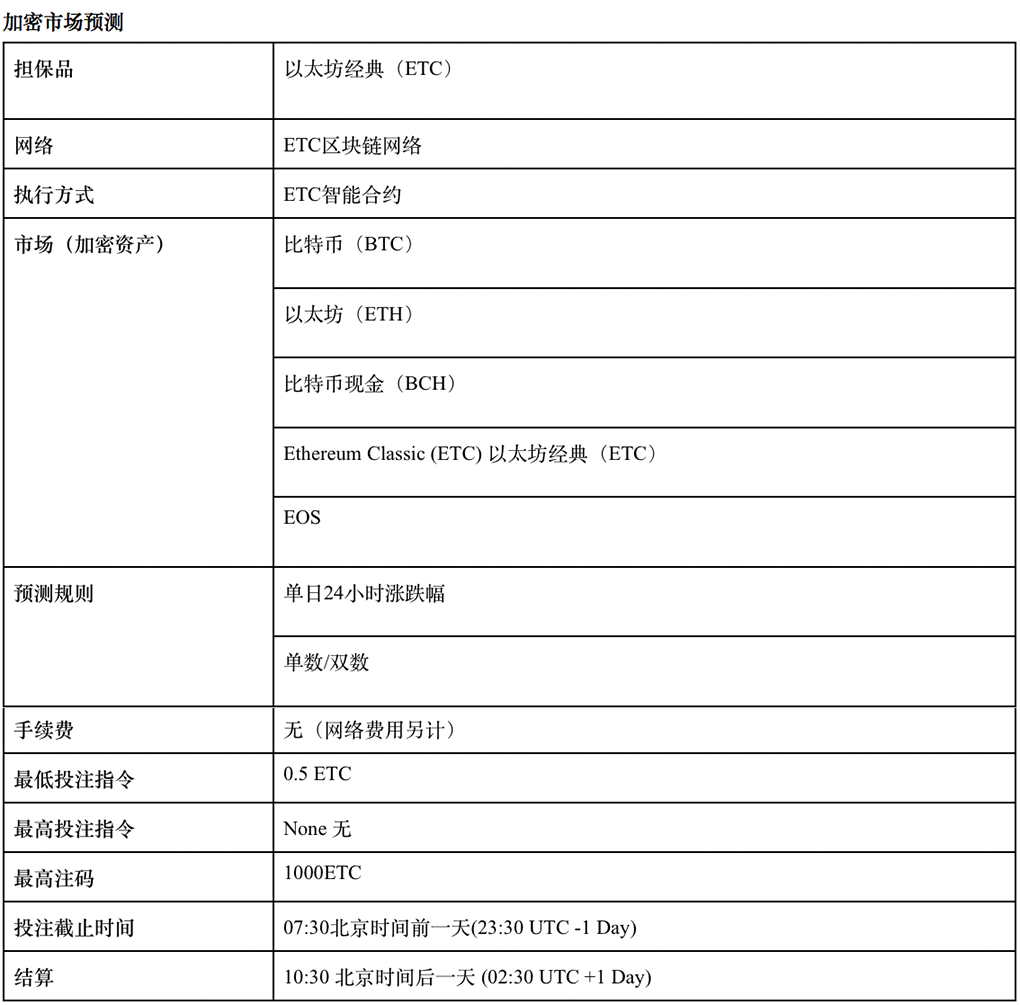 加密市场预测
担保品
以太坊经典（ETC）
网络
ETC区块链网络
执行方式
ETC智能合约
市场（加密资产）
比特币（BTC）
以太坊（ETH）
比特币现金（BCH）
Ethereum Classic (ETC) 以太坊经典（ETC）
EOS
预测规则
单日24小时涨跌幅
单数/双数
手续费
无（网络费用另计）
最低投注指令
0.5 ETC
最高投注指令
None 无
最高注码
1000ETC
投注截止时间
07:30北京时间前一天(23:30 UTC -1 Day)
结算
10:30 北京时间后一天 (02:30 UTC +1 Day)